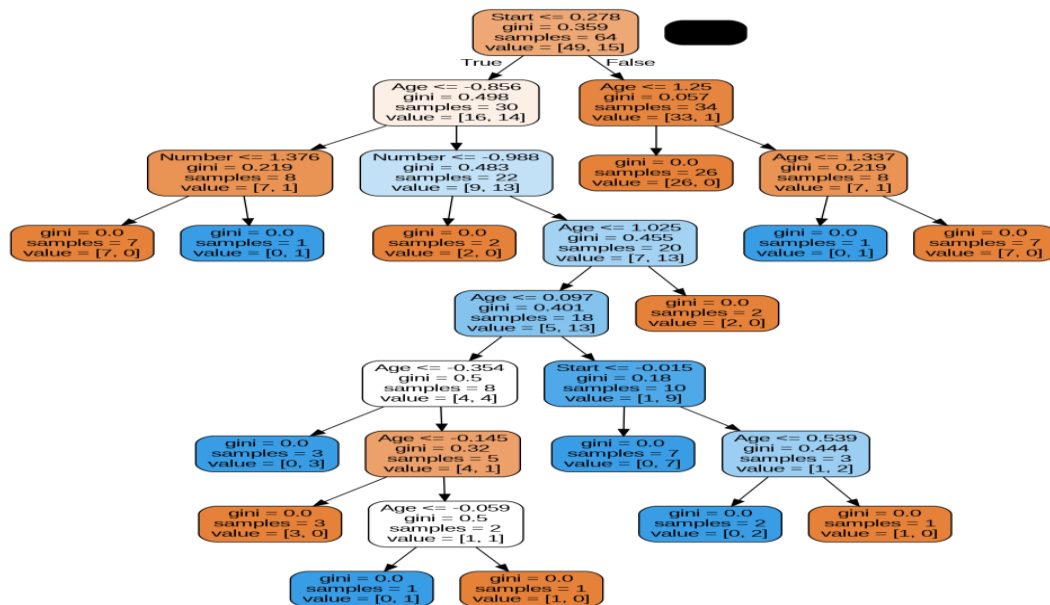 Start <= 0.278
gini = 0.359
samples = 64
value = [49, 15]
True
False
Age <= -0.856
gini = 0.498
samples = 30
value = [16, 14]
Age <= 1.25
gini = 0.057
samples = 34
value = [33, 1]
Number <= 1.376
gini = 0.219
samples = 8
value = [7, 1]
Number <= -0.988
gini = 0.483
samples = 22
value = [9, 13]
gini = 0.0
samples = 26
value = [26, 0]
Age <= 1.337
gini = 0.219
samples = 8
value = [7, 1]
gini = 0.0
samples = 7
value = [7, 0]
gini = 0.0
samples = 1
value = [0, 1]
gini = 0.0
samples = 2
value = [2, 0]
Age <= 1.025
gini = 0.455
samples = 20
value = [7, 13]
gini = 0.0
samples = 1
value = [0, 1]
gini = 0.0
samples = 7
value = [7, 0]
Age <= 0.097
gini = 0.401
samples = 18
value = [5, 13]
gini = 0.0
samples = 2
value = [2, 0]
Age <= -0.354
gini = 0.5
samples = 8
value = [4, 4]
Start <= -0.015
gini = 0.18
samples = 10
value = [1, 9]
gini = 0.0
samples = 3
value = [0, 3]
Age <= -0.145
gini = 0.32
samples = 5
value = [4, 1]
gini = 0.0
samples = 7
value = [0, 7]
Age <= 0.539
gini = 0.444
samples = 3
value = [1, 2]
gini = 0.0
samples = 3
value = [3, 0]
Age <= -0.059
gini = 0.5
samples = 2
value = [1, 1]
gini = 0.0
samples = 2
value = [0, 2]
gini = 0.0
samples = 1
value = [1, 0]
gini = 0.0
samples = 1
value = [0, 1]
gini = 0.0
samples = 1
value = [1, 0]